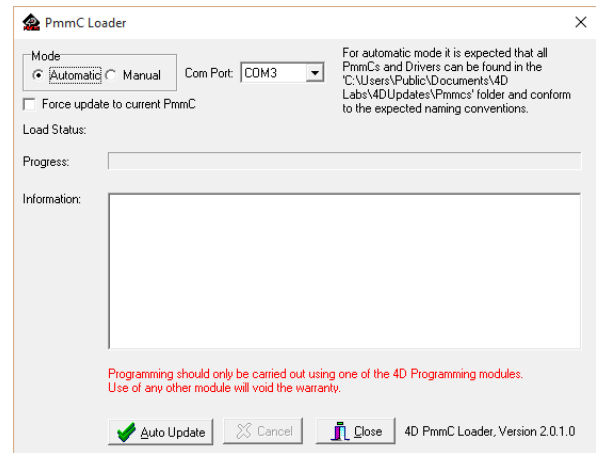 PmmC Loader
Mode
Automatic Manual
Com Port: COM3
For automatic mode it is expected that all
PmmCs and Drivers can be found in the
'C:\Users\Public\Documents\4D
Labs\4DUpdates\Pmmcs' folder and conform
to the expected naming conventions.
Force update to current PmmC
Load Status:
Progress:
Information:
Programming should only be carried out using one of the 4D Programming modules.
Use of any other module will void the warranty.
Auto Update Cancel Close 4D PmmC Loader, Version 2.0.1.0